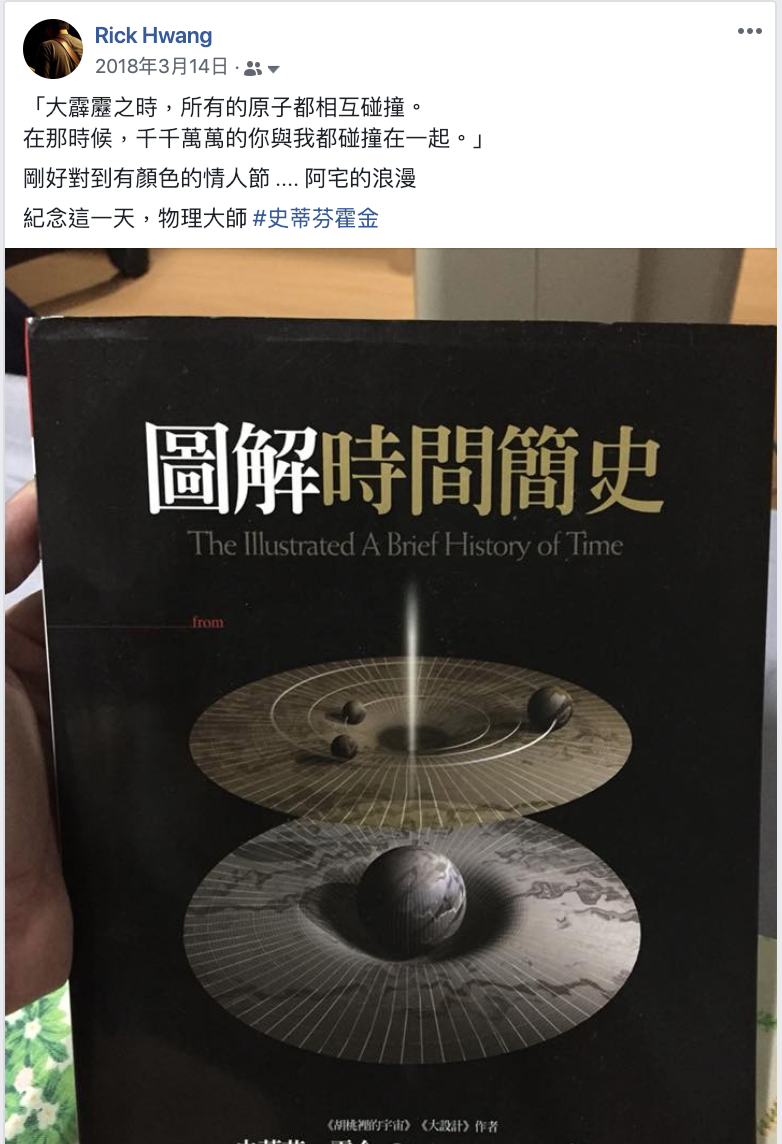 Rick Hwang
2018年3月14日 ·
「大霹靂之時，所有的原子都相互碰撞。
在那時候，千千萬萬的你與我都碰撞在一起。」
剛好對到有顏色的情人節 .... 阿宅的浪漫
紀念這一天，物理大師 #史蒂芬霍金
圖解時間簡史
The Illustrated A Brief History of Time
from
《胡桃裡的宇宙》《大設計》作者